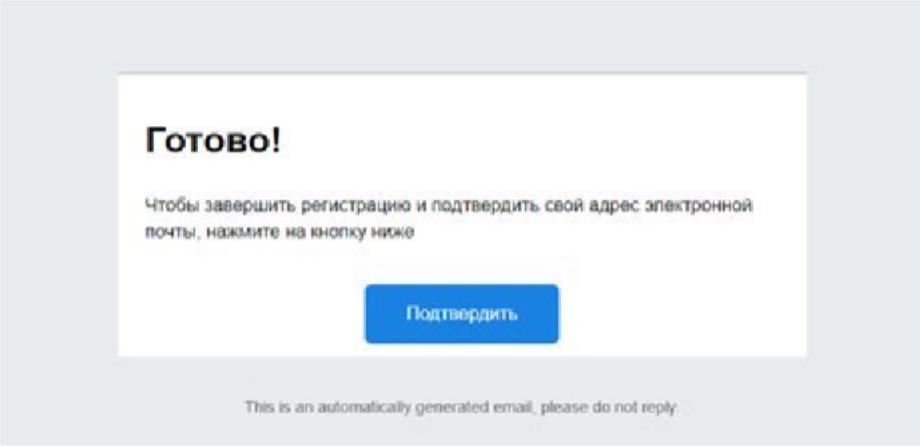 Готово!
Чтобы завершить регистрацию и подтвердить свой адрес электронной
почты, нажмите на кнопку ниже
Подтвердить
This is an automatically generated email, please do not reply.